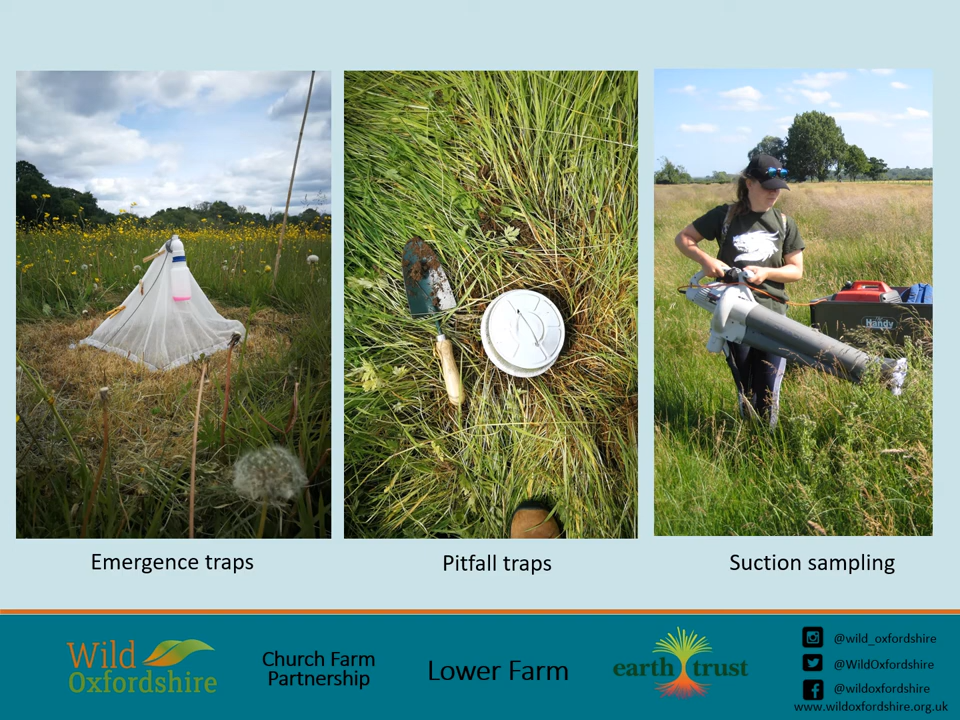 Handy
Emergence traps
Pitfall traps
Suction sampling
Wild
Oxfordshire
Church Farm
Partnership
Lower Farm
earth trust
@wild_oxfordshire
@WildOxfordshire
@wildoxfordshire
www.wildoxfordshire.org.uk